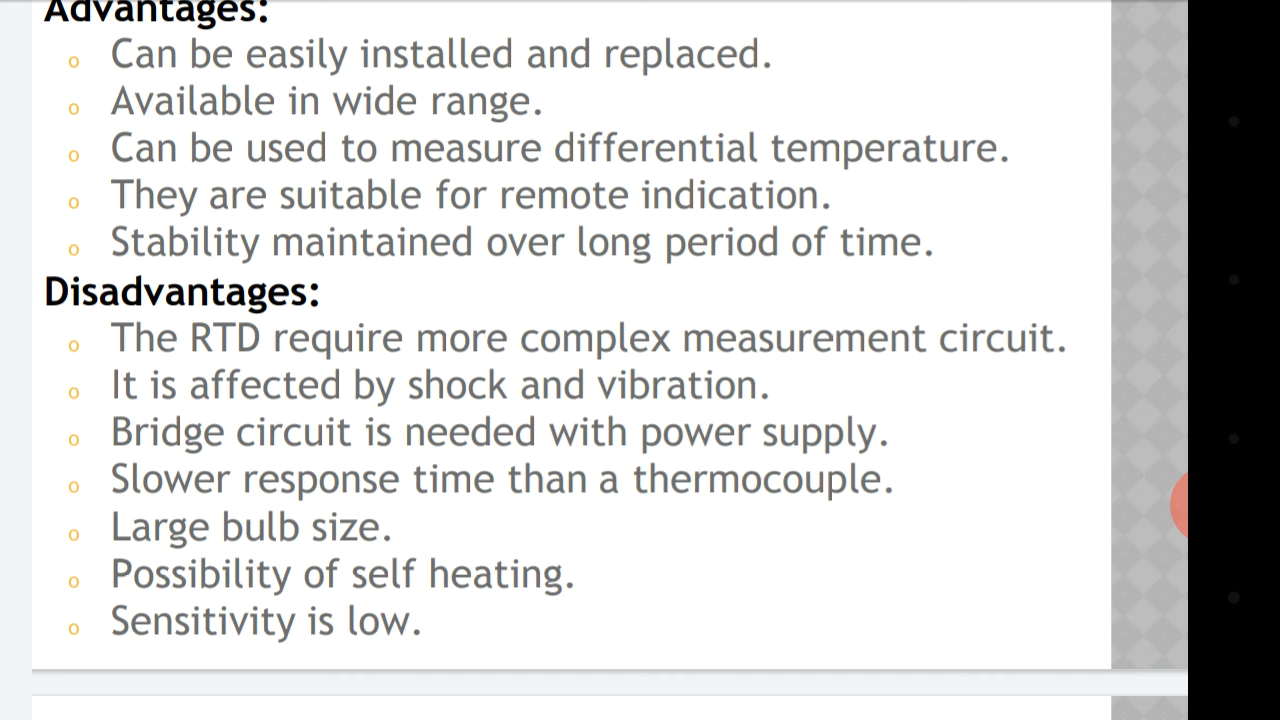 Advantages:
o Can be easily installed and replaced.
o Available in wide range.
o Can be used to measure differential temperature.
o They are suitable for remote indication.
o Stability maintained over long period of time.
Disadvantages:
o The RTD require more complex measurement circuit.
o It is affected by shock and vibration.
o Bridge circuit is needed with power supply.
o Slower response time than a thermocouple.
o Large bulb size.
o Possibility of self heating.
o Sensitivity is low.